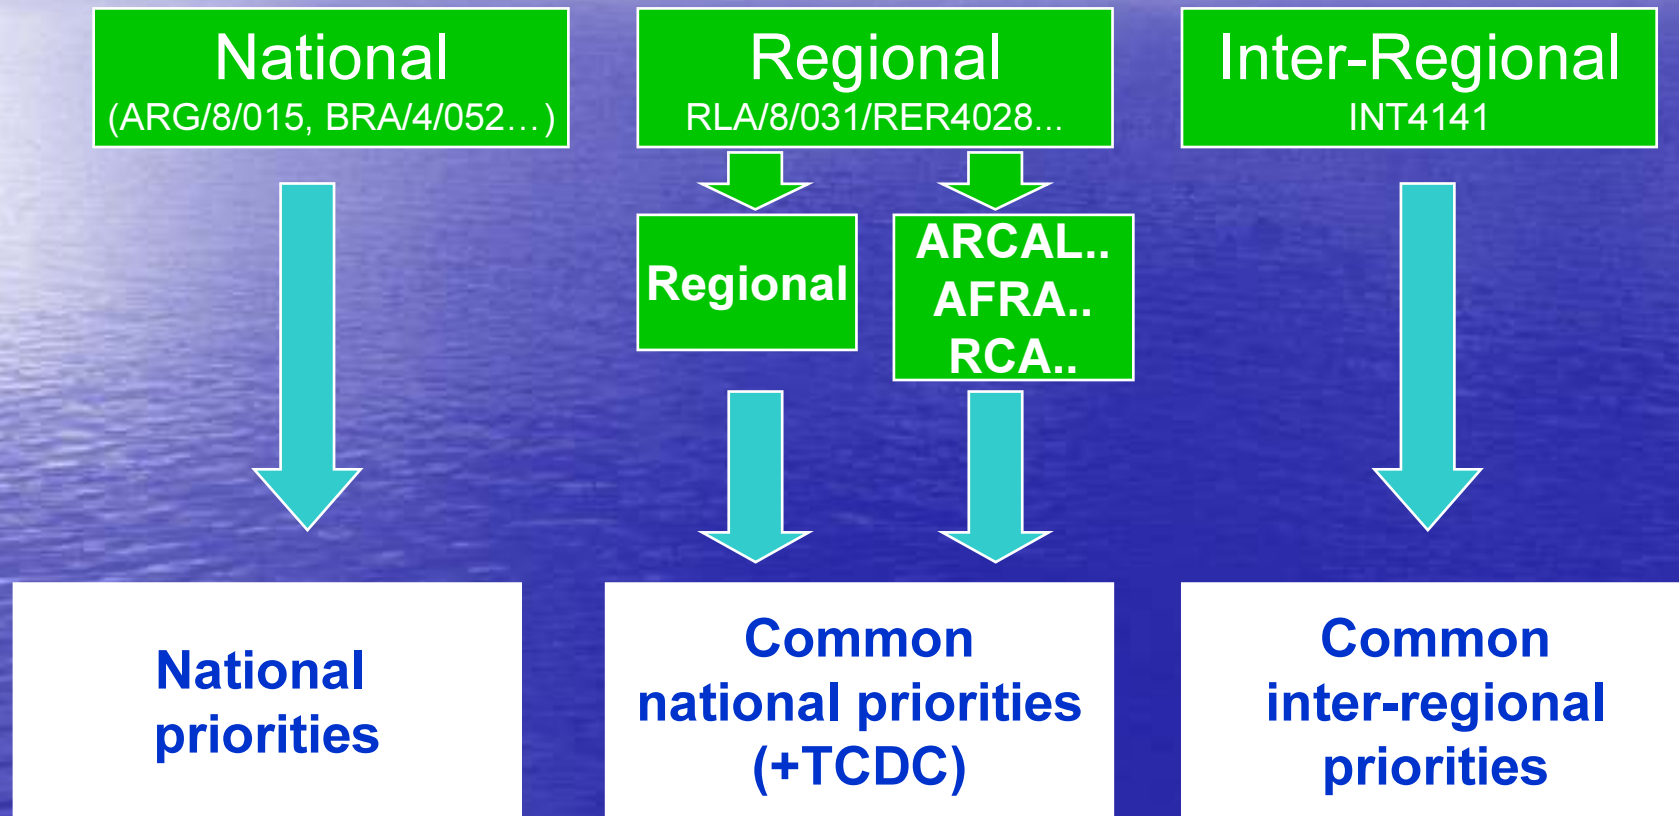 National
(ARG/8/015, BRA/4/052...)
Regional
RLA/8/031/RER4028...
Inter-Regional
INT4141
Regional
ARCAL..
AFRA..
RCA..
National
priorities
Common
national priorities
(+TCDC)
Common
inter-regional
priorities